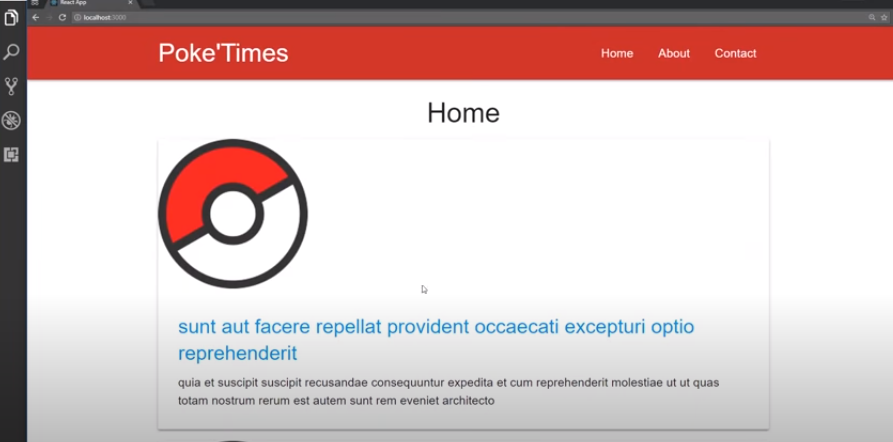 React App
localhost:3000
Poke'Times
Home
About
Contact
Home
sunt aut facere repellat provident occaecati excepturi optio
reprehenderit
quia et suscipit suscipit recusandae consequuntur expedita et cum reprehenderit molestiae ut ut quas
totam nostrum rerum est autem sunt rem eveniet architecto